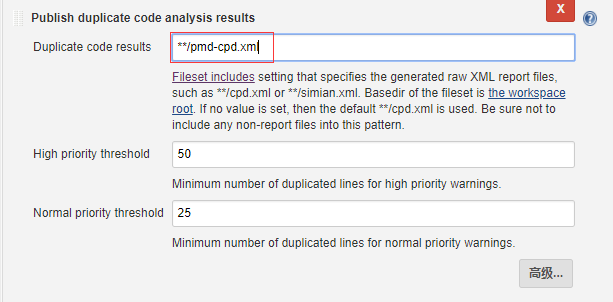 Publish duplicate code analysis results
X
Duplicate code results
**/pmd-cpd.xml
Fileset includes setting that specifies the generated raw XML report files,
such as **/cpd.xml or **/simian.xml. Basedir of the fileset is the workspace
root. If no value is set, then the default **/cpd.xml is used. Be sure not to
include any non-report files into this pattern.
High priority threshold
50
Minimum number of duplicated lines for high priority warnings.
Normal priority threshold
25
Minimum number of duplicated lines for normal priority warnings.
高级...